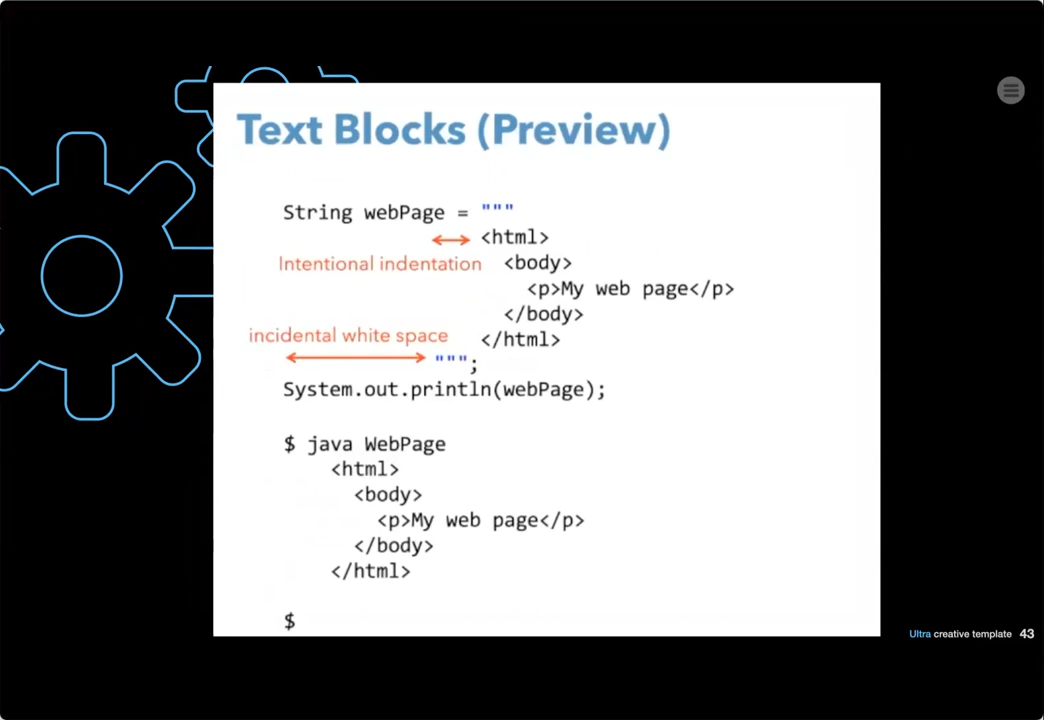 Text Blocks (Preview)
String webPage = """
<html>
Intentional indentation
<body>
<p>My web page</p>
</body>
incidental white space
</html>
""";
System.out.println(webPage);
$ java WebPage
<html>
<body>
<p>My web page</p>
</body>
</html>
$
Ultra creative template 43